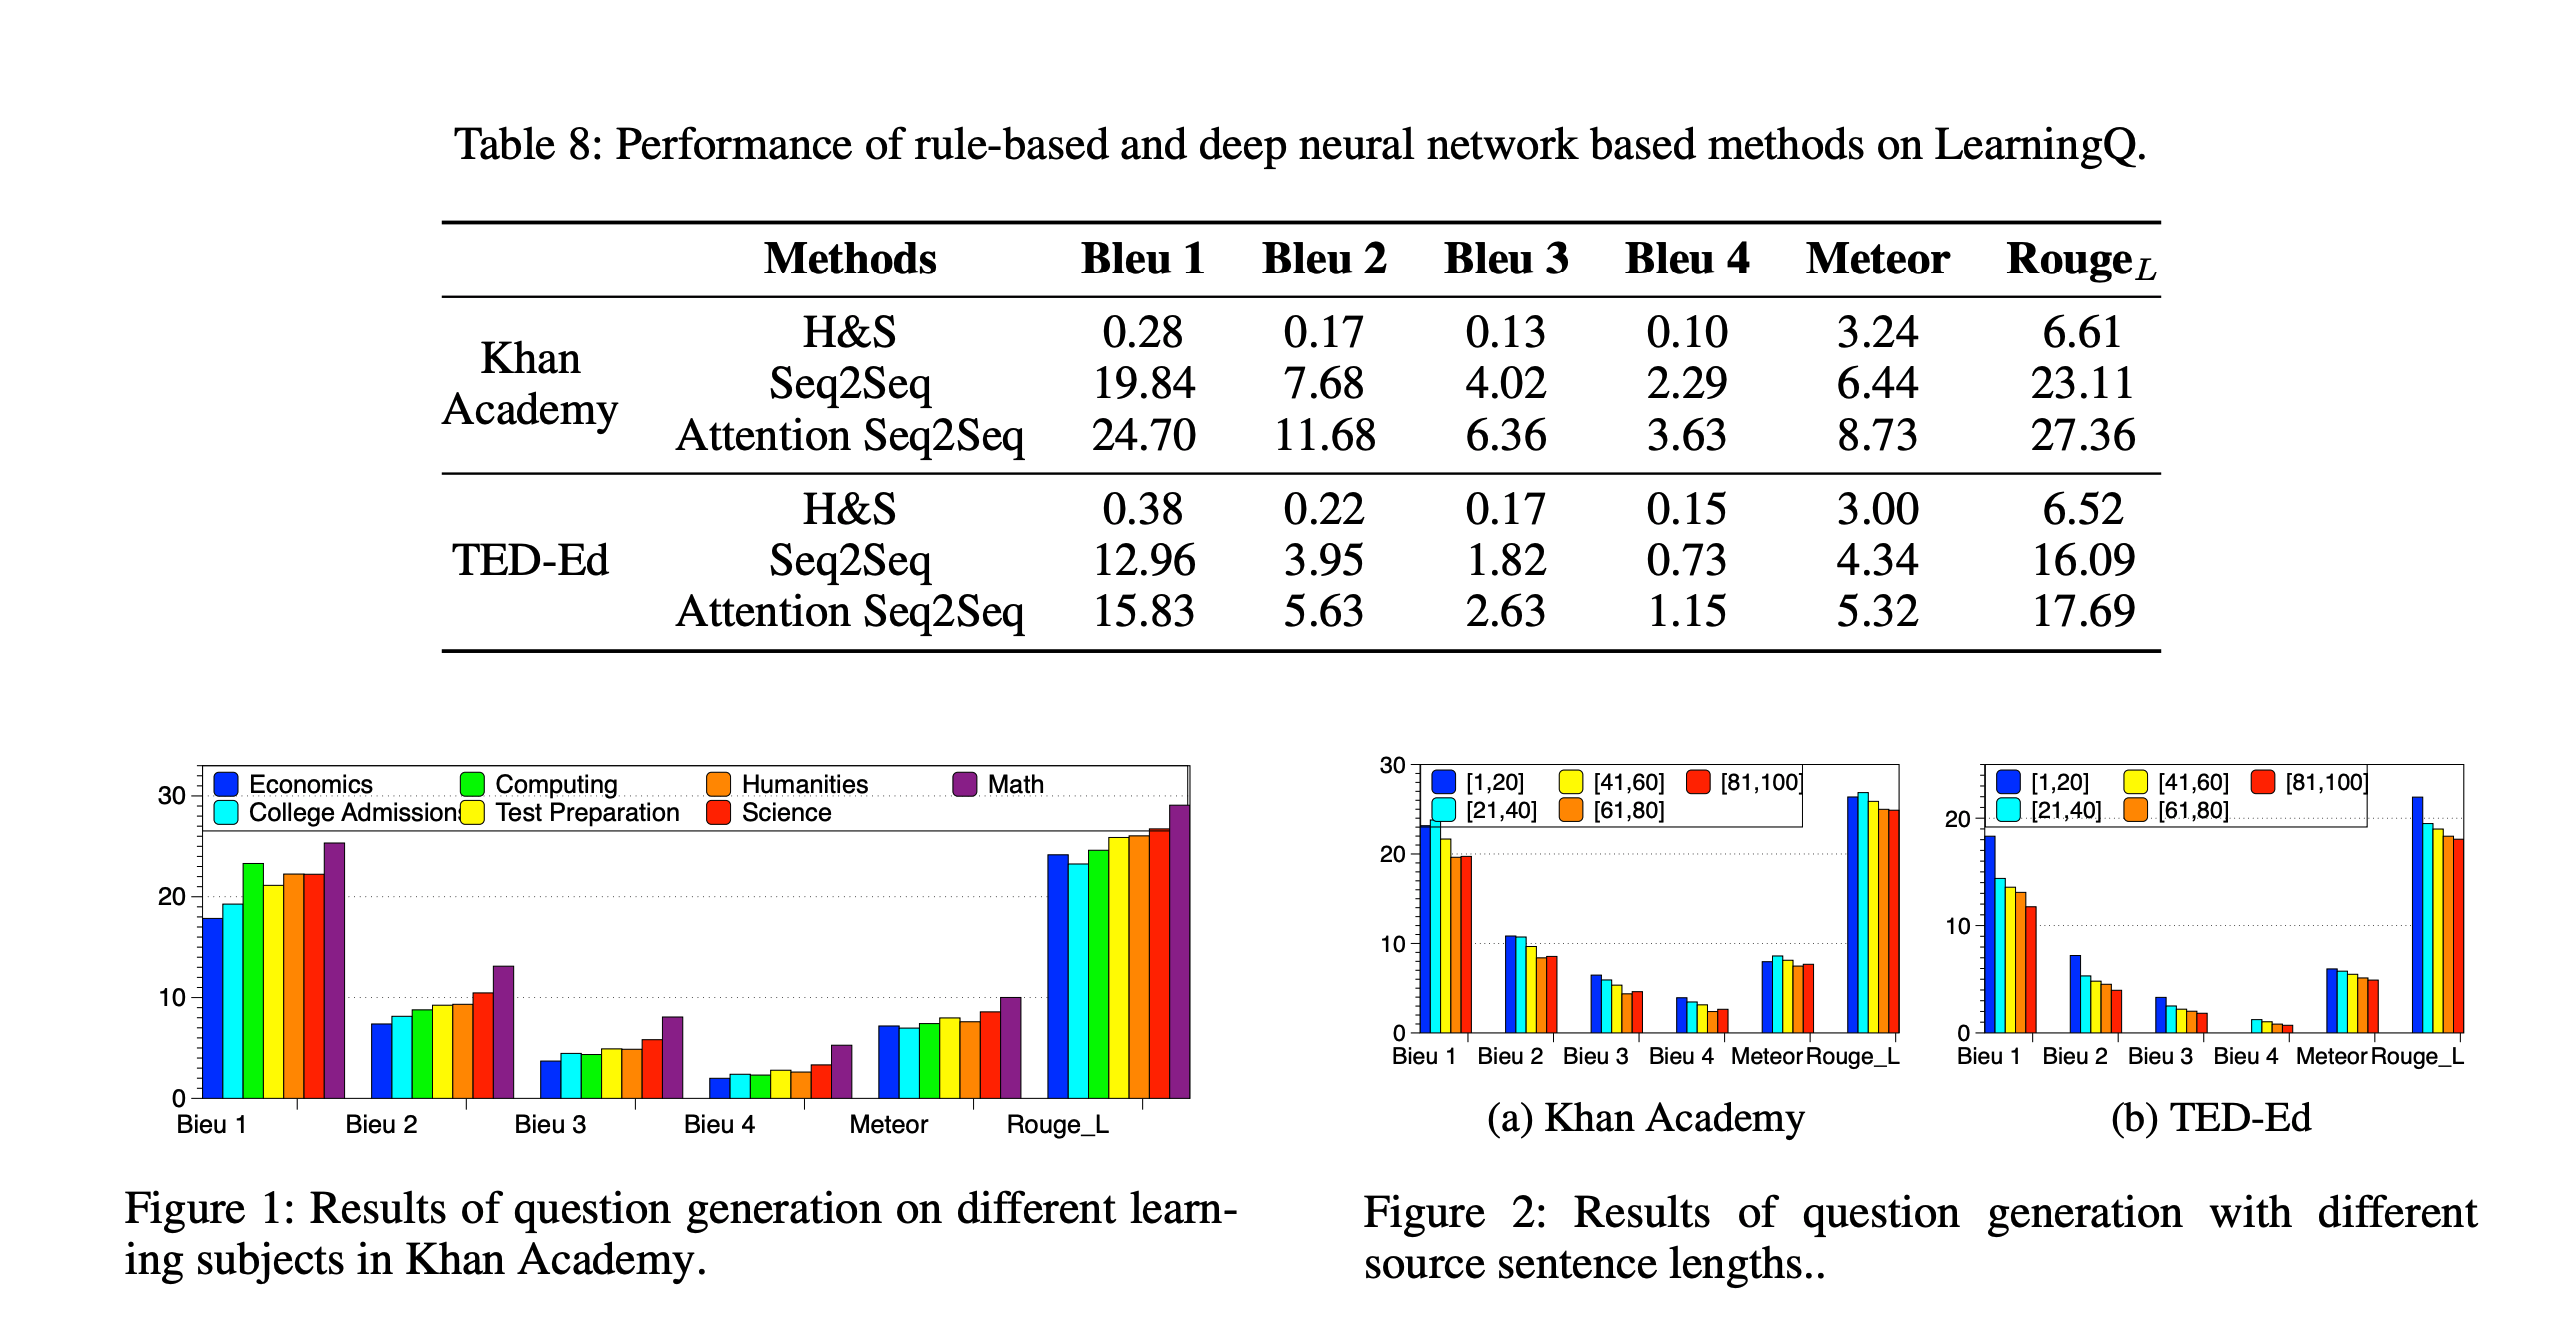 Table 8: Performance of rule-based and deep neural network based methods on LearningQ.
Methods Bleu 1 Bleu 2 Bleu 3 Bleu 4 Meteor Rouge L
Khan Academy
H&S 0.28 0.17 0.13 0.10 3.24 6.61
Seq2Seq 19.84 7.68 4.02 2.29 6.44 23.11
Attention Seq2Seq 24.70 11.68 6.36 3.63 8.73 27.36
TED-Ed
H&S 0.38 0.22 0.17 0.15 3.00 6.52
Seq2Seq 12.96 3.95 1.82 0.73 4.34 16.09
Attention Seq2Seq 15.83 5.63 2.63 1.15 5.32 17.69
Economics Computing Humanities Math
College Admissions Test Preparation Science
30
20
10
0
Bieu 1 Bieu 2 Bieu 3 Bieu 4 Meteor Rouge_L
Figure 1: Results of question generation on different learn-
ing subjects in Khan Academy.
[1,20] [41,60] [81,100]
[21,40] [61,80]
30
20
10
0
Bieu 1 Bieu 2 Bieu 3 Bieu 4 Meteor Rouge_L
(a) Khan Academy
[1,20] [41,60] [81,100]
[21,40] [61,80]
20
10
0
Bieu 1 Bieu 2 Bieu 3 Bieu 4 Meteor Rouge_L
(b) TED-Ed
Figure 2: Results of question generation with different
source sentence lengths..